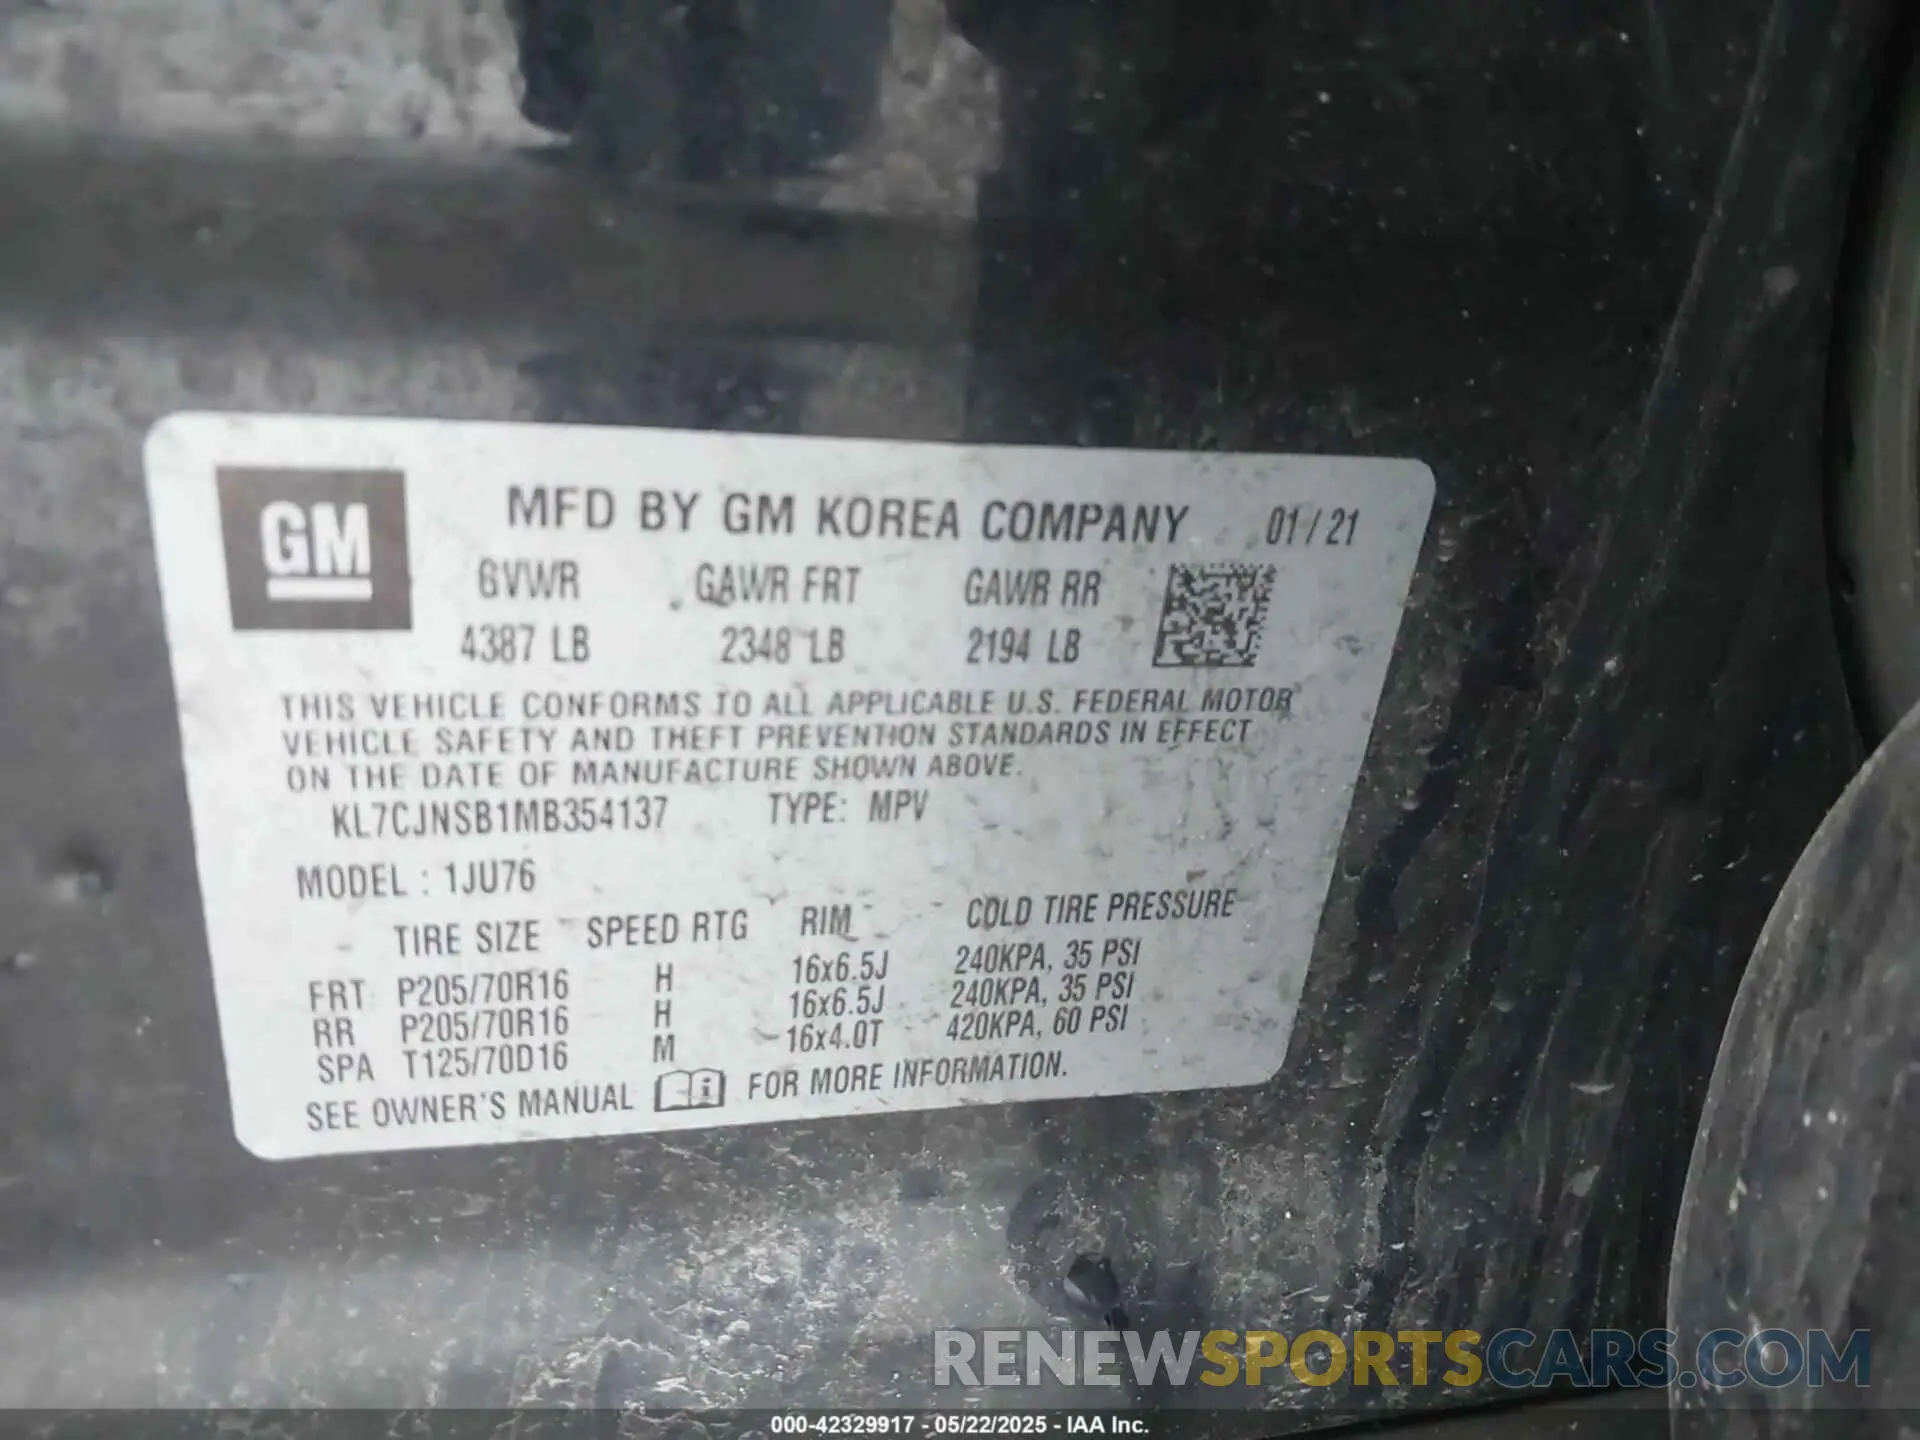 GM
MFD BY GM KOREA COMPANY 01/21
GVWR GAWR FRT GAWR RR
4387 LB 2348 LB 2194 LB
THIS VEHICLE CONFORMS TO ALL APPLICABLE U.S. FEDERAL MOTOR
VEHICLE SAFETY AND THEFT PREVENTION STANDARDS IN EFFECT
ON THE DATE OF MANUFACTURE SHOWN ABOVE.
KL7CJNSB1MB354137 TYPE: MPV
MODEL : 1JU76
TIRE SIZE SPEED RTG RIM COLD TIRE PRESSURE
FRT P205/70R16 H 16x6.5J 240KPA, 35 PSI
RR P205/70R16 H 16x6.5J 240KPA, 35 PSI
SPA T125/70D16 M 16x4.0T 420KPA, 60 PSI
SEE OWNER'S MANUAL FOR MORE INFORMATION.
RENEWSPORTSCARS.COM
000-42329917 - 05/22/2025 - IAA Inc.